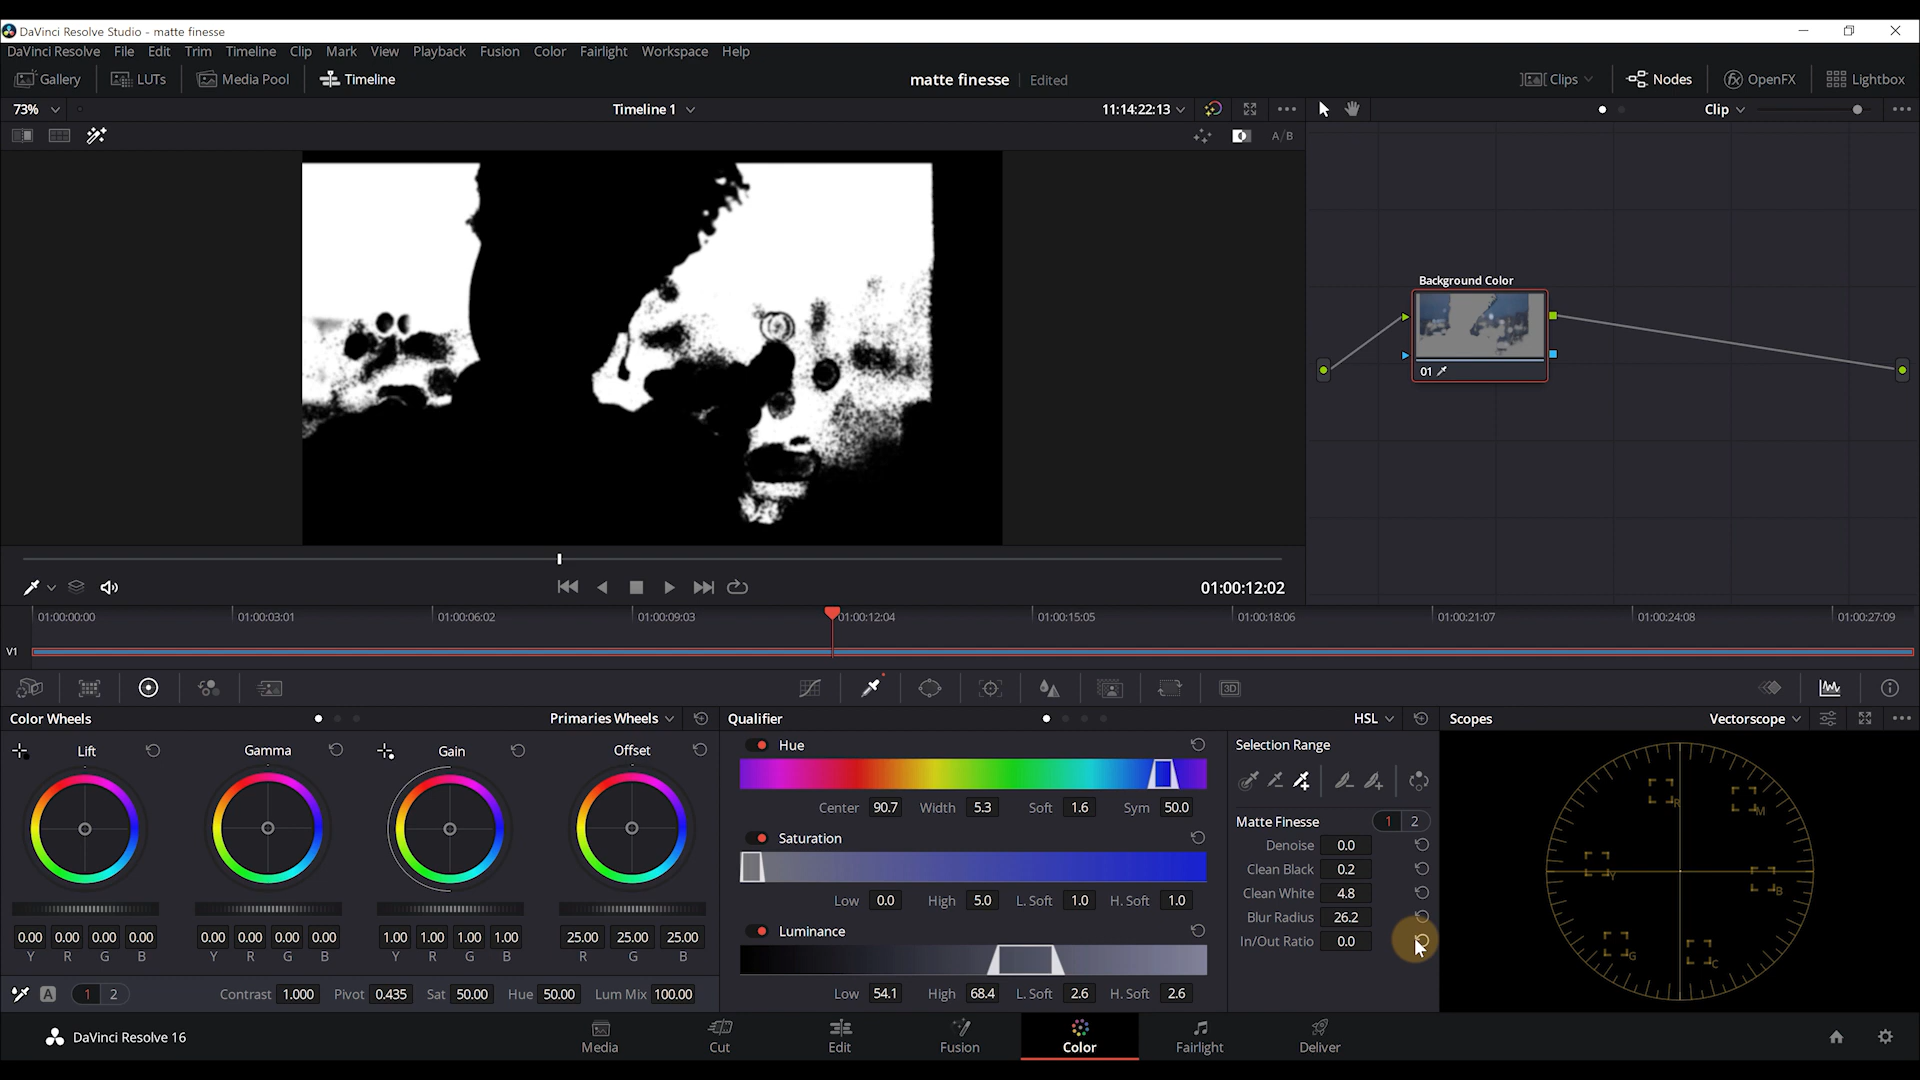 DaVinci Resolve Studio - matte finesse
DaVinci Resolve File Edit Trim Timeline Clip Mark View Playback Fusion Color Fairlight Workspace Help
Gallery LUTs Media Pool Timeline matte finesse Edited Clips Nodes OpenFX Lightbox
73% Timeline 1 11:14:22:13 Clip
A/B
Background Color
01
01:00:12:02
01:00:00:00 01:00:03:01 01:00:06:02 01:00:09:03 01:00:12:04 01:00:15:05 01:00:18:06 01:00:21:07 01:00:24:08 01:00:27:09
V1
3D
Color Wheels Primaries Wheels Qualifier HSL Scopes Vectorscope
Lift Gamma Gain Offset
Hue
Center 90.7 Width 5.3 Soft 1.6 Sym 50.0
Saturation
Low 0.0 High 5.0 L. Soft 1.0 H. Soft 1.0
Luminance
Low 54.1 High 68.4 L. Soft 2.6 H. Soft 2.6
Selection Range
Matte Finesse 1 2
Denoise 0.0
Clean Black 0.2
Clean White 4.8
Blur Radius 26.2
In/Out Ratio 0.0
R M
Y B
G C
0.00 0.00 0.00 0.00 0.00 0.00 0.00 0.00 1.00 1.00 1.00 1.00 25.00 25.00 25.00
Y R G B Y R G B Y R G B R G B
A 1 2 Contrast 1.000 Pivot 0.435 Sat 50.00 Hue 50.00 Lum Mix 100.00
DaVinci Resolve 16 Media Cut Edit Fusion Color Fairlight Deliver